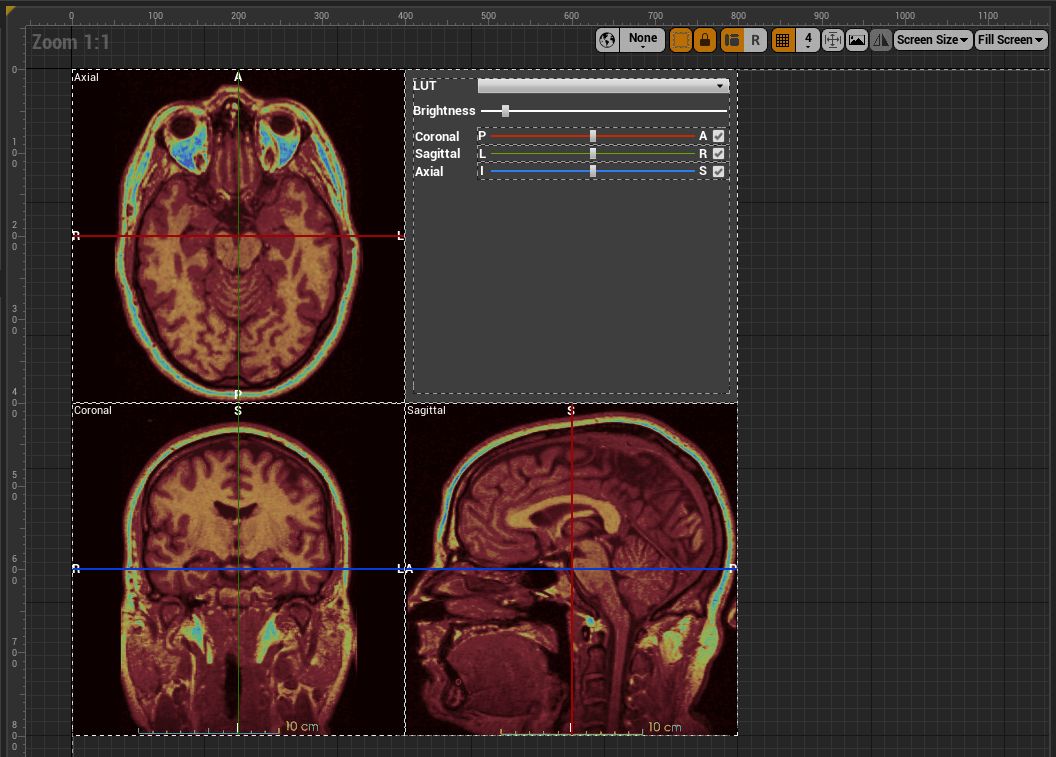 0 100 200 300 400 500 600 700 800 900 1000 1100
Zoom 1:1
None R 4 Screen Size Fill Screen
0
100
200
300
400
500
600
700
800
Axial
A
R L
P
LUT
Brightness
Coronal P A
Sagittal L R
Axial I S
Coronal
S
R L
I
10 cm
Sagittal
S
A P
I
10 cm